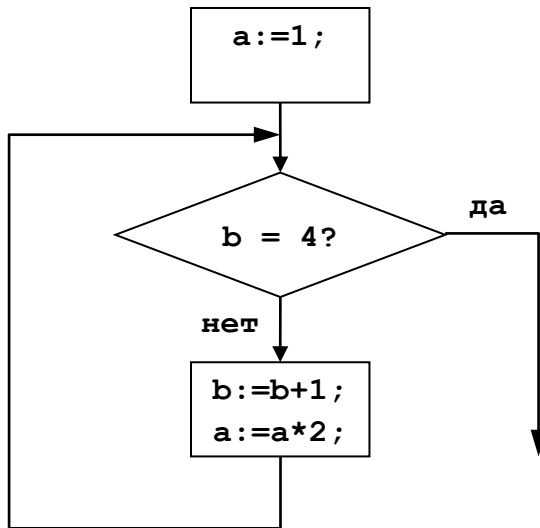 a:=1;
b = 4?
да
нет
b:=b+1;
a:=a*2;